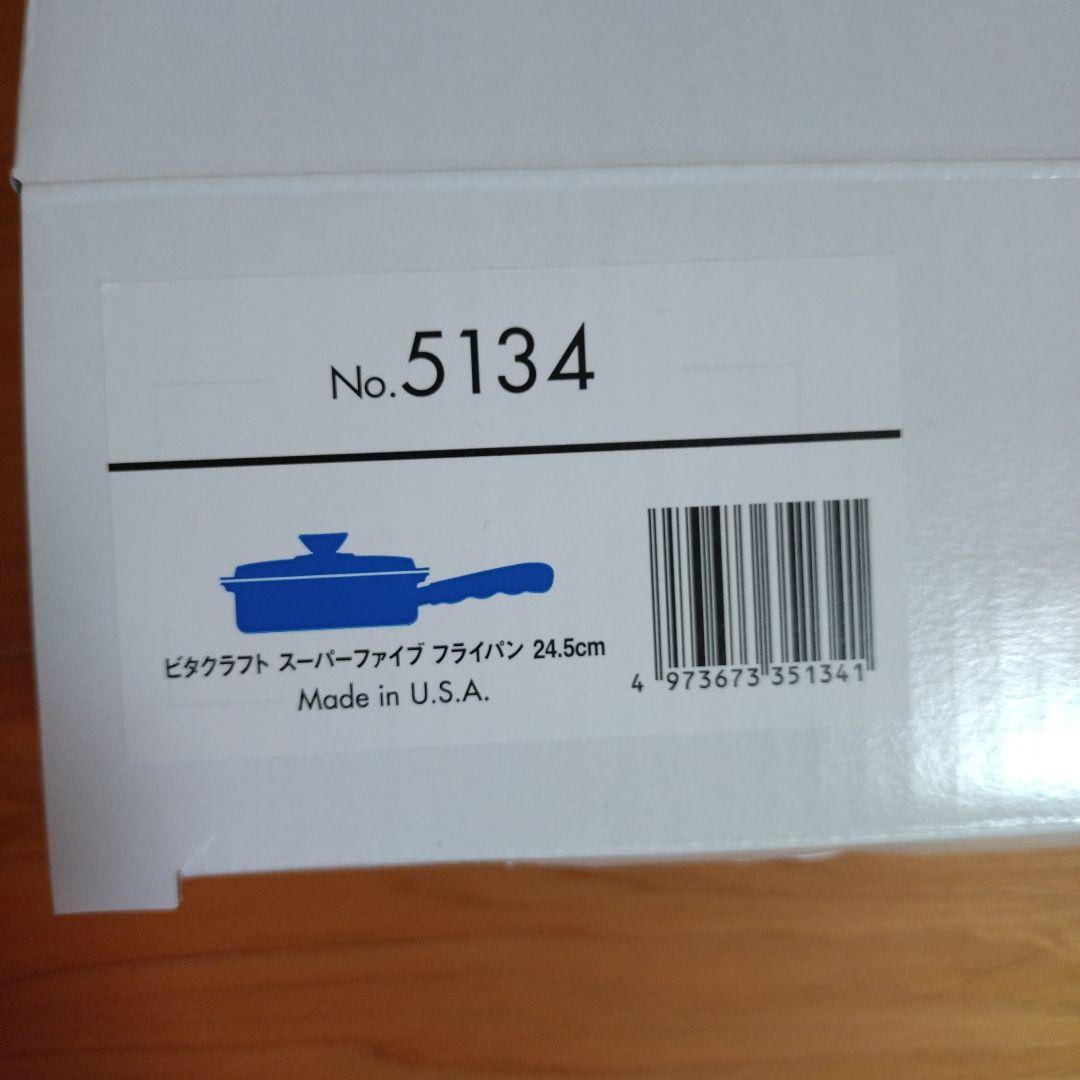 No.5134
ビタクラフト スーパーファイブ フライパン 24.5cm
Made in U.S.A.
4 973673 351341